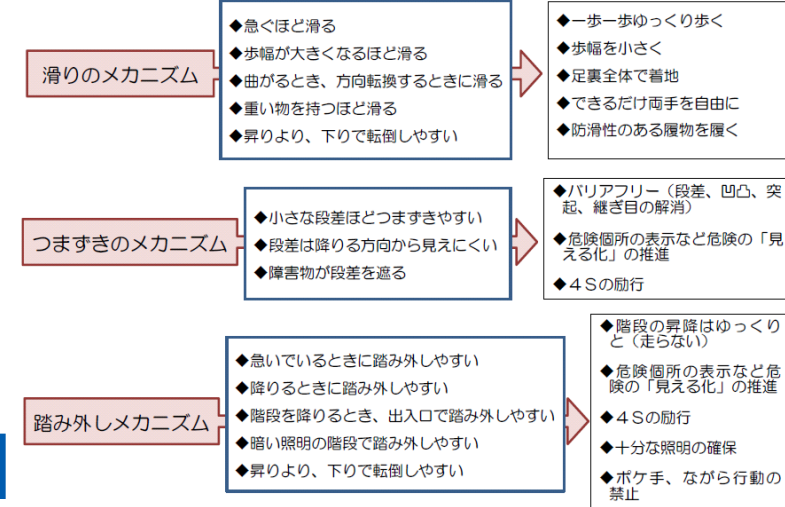 滑りのメカニズム
◆急ぐほど滑る
◆歩幅が大きくなるほど滑る
◆曲がるとき、方向転換するときに滑る
◆重い物を持つほど滑る
◆昇りより、下りで転倒しやすい
◆一歩一歩ゆっくり歩く
◆歩幅を小さく
◆足裏全体で着地
◆できるだけ両手を自由に
◆防滑性のある履物を履く
つまずきのメカニズム
◆小さな段差ほどつまずきやすい
◆段差は降りる方向から見えにくい
◆障害物が段差を遮る
◆バリアフリー（段差、凹凸、突
起、継ぎ目の解消）
◆危険個所の表示など危険の「見
える化」の推進
◆４Ｓの励行
踏み外しメカニズム
◆急いでいるときに踏み外しやすい
◆降りるときに踏み外しやすい
◆階段を降りるとき、出入口で踏み外しやすい
◆暗い照明の階段で踏み外しやすい
◆昇りより、下りで転倒しやすい
◆階段の昇降はゆっくり
と（走らない）
◆危険個所の表示など危
険の「見える化」の推進
◆４Ｓの励行
◆十分な照明の確保
◆ポケ手、ながら行動の
禁止